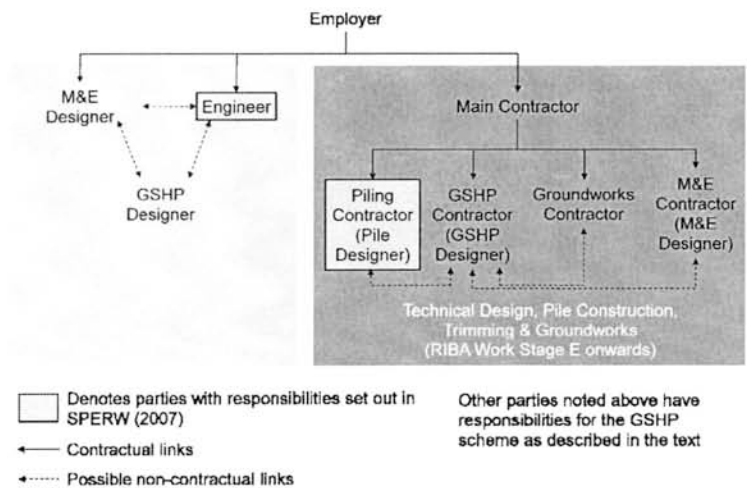 Employer
M&E
Designer
Engineer
GSHP
Designer
Main Contractor
Piling
Contractor
(Pile
Designer)
GSHP
Contractor
(GSHP
Designer)
Groundworks
Contractor
M&E
Contractor
(M&E
Designer)
Technical Design, Pile Construction,
Trimming & Groundworks
(RIBA Work Stage E onwards)
Denotes parties with responsibilities set out in
SPERW (2007)
Contractual links
Possible non-contractual links
Other parties noted above have
responsibilities for the GSHP
scheme as described in the text